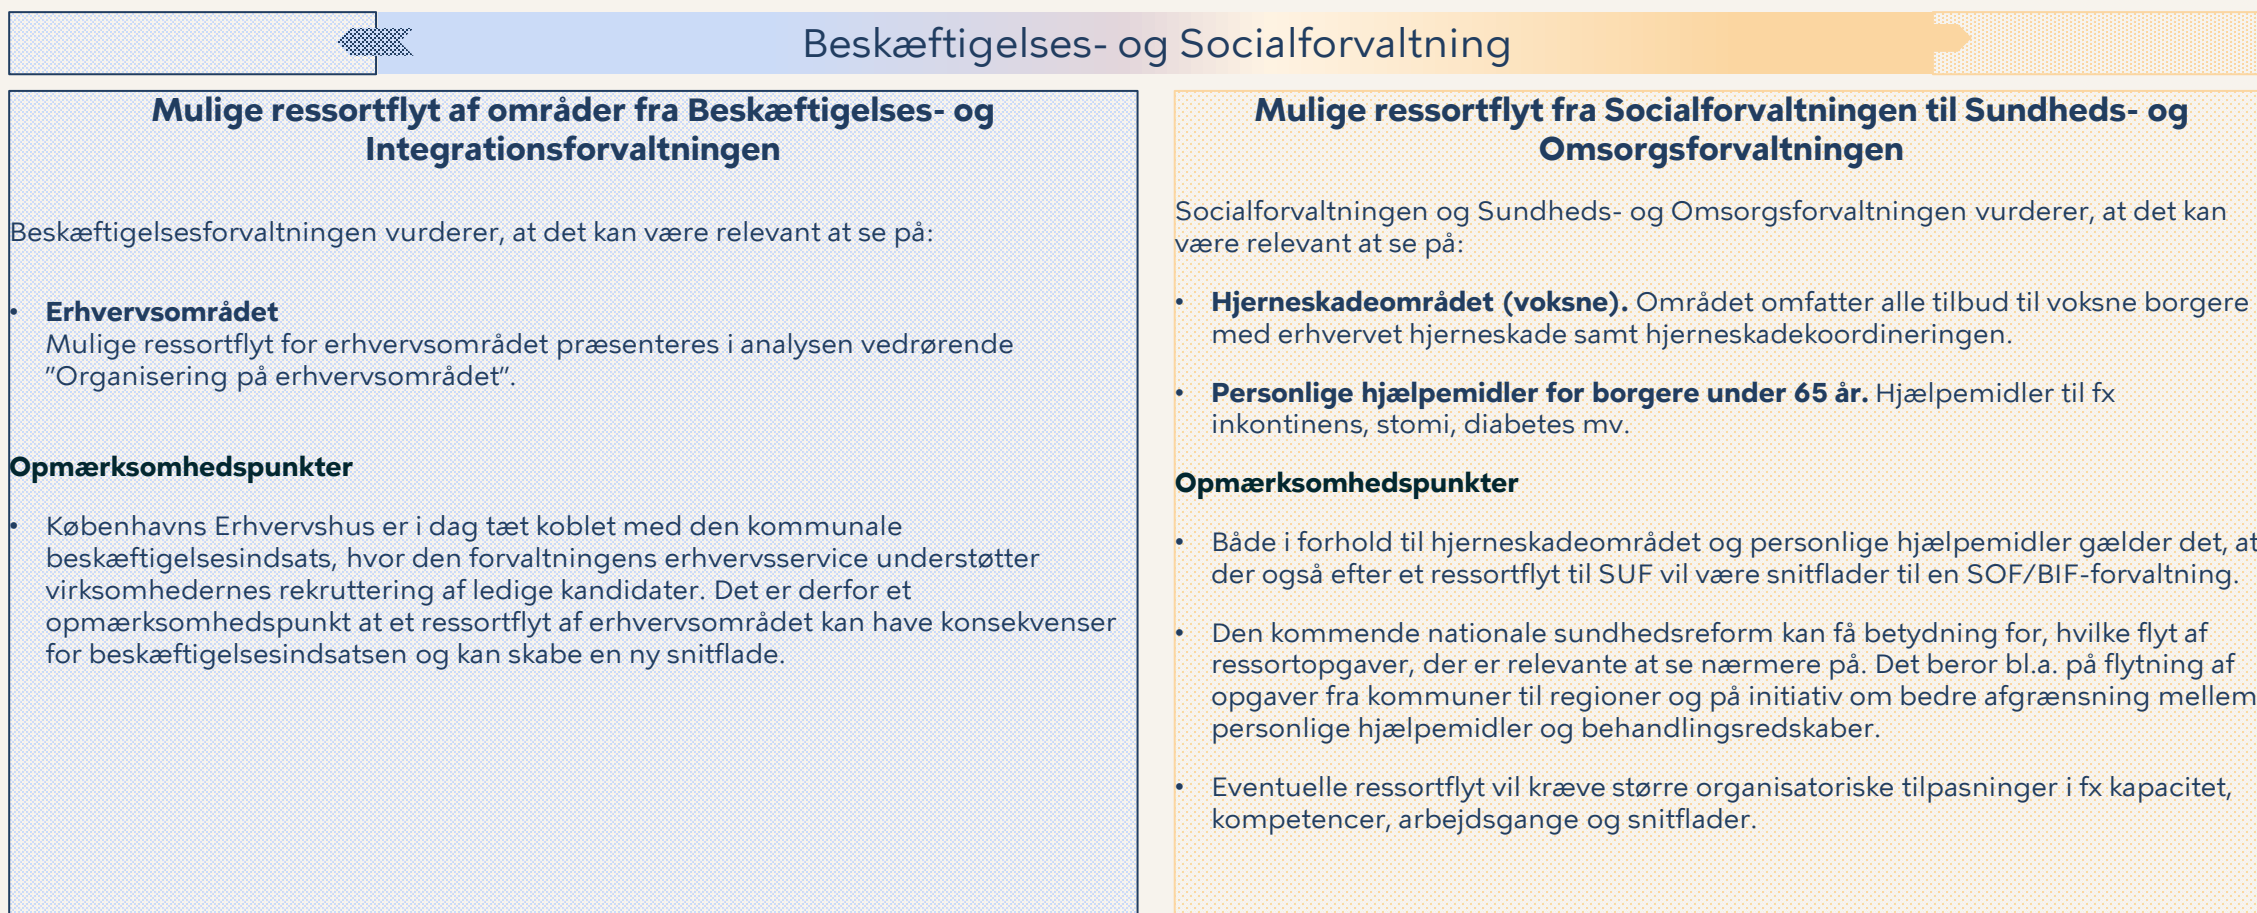 Beskæftigelses- og Socialforvaltning
Mulige ressortflyt af områder fra Beskæftigelses- og
Integrationsforvaltningen
Beskæftigelsesforvaltningen vurderer, at det kan være relevant at se på:
• Erhvervsområdet
Mulige ressortflyt for erhvervsområdet præsenteres i analysen vedrørende
”Organisering på erhvervsområdet”.
Opmærksomhedspunkter
• Københavns Erhvervshus er i dag tæt koblet med den kommunale
beskæftigelsesindsats, hvor den forvaltningens erhvervsservice understøtter
virksomhedernes rekruttering af ledige kandidater. Det er derfor et
opmærksomhedspunkt at et ressortflyt af erhvervsområdet kan have konsekvenser
for beskæftigelsesindsatsen og kan skabe en ny snitflade.
Mulige ressortflyt fra Socialforvaltningen til Sundheds- og
Omsorgsforvaltningen
Socialforvaltningen og Sundheds- og Omsorgsforvaltningen vurderer, at det kan
være relevant at se på:
• Hjerneskadeområdet (voksne). Området omfatter alle tilbud til voksne borgere
med erhvervet hjerneskade samt hjerneskadekoordineringen.
• Personlige hjælpemidler for borgere under 65 år. Hjælpemidler til fx
inkontinens, stomi, diabetes mv.
Opmærksomhedspunkter
• Både i forhold til hjerneskadeområdet og personlige hjælpemidler gælder det, at
der også efter et ressortflyt til SUF vil være snitflader til en SOF/BIF-forvaltning.
• Den kommende nationale sundhedsreform kan få betydning for, hvilke flyt af
ressortopgaver, der er relevante at se nærmere på. Det beror bl.a. på flytning af
opgaver fra kommuner til regioner og på initiativ om bedre afgrænsning mellem
personlige hjælpemidler og behandlingsredskaber.
• Eventuelle ressortflyt vil kræve større organisatoriske tilpasninger i fx kapacitet,
kompetencer, arbejdsgange og snitflader.